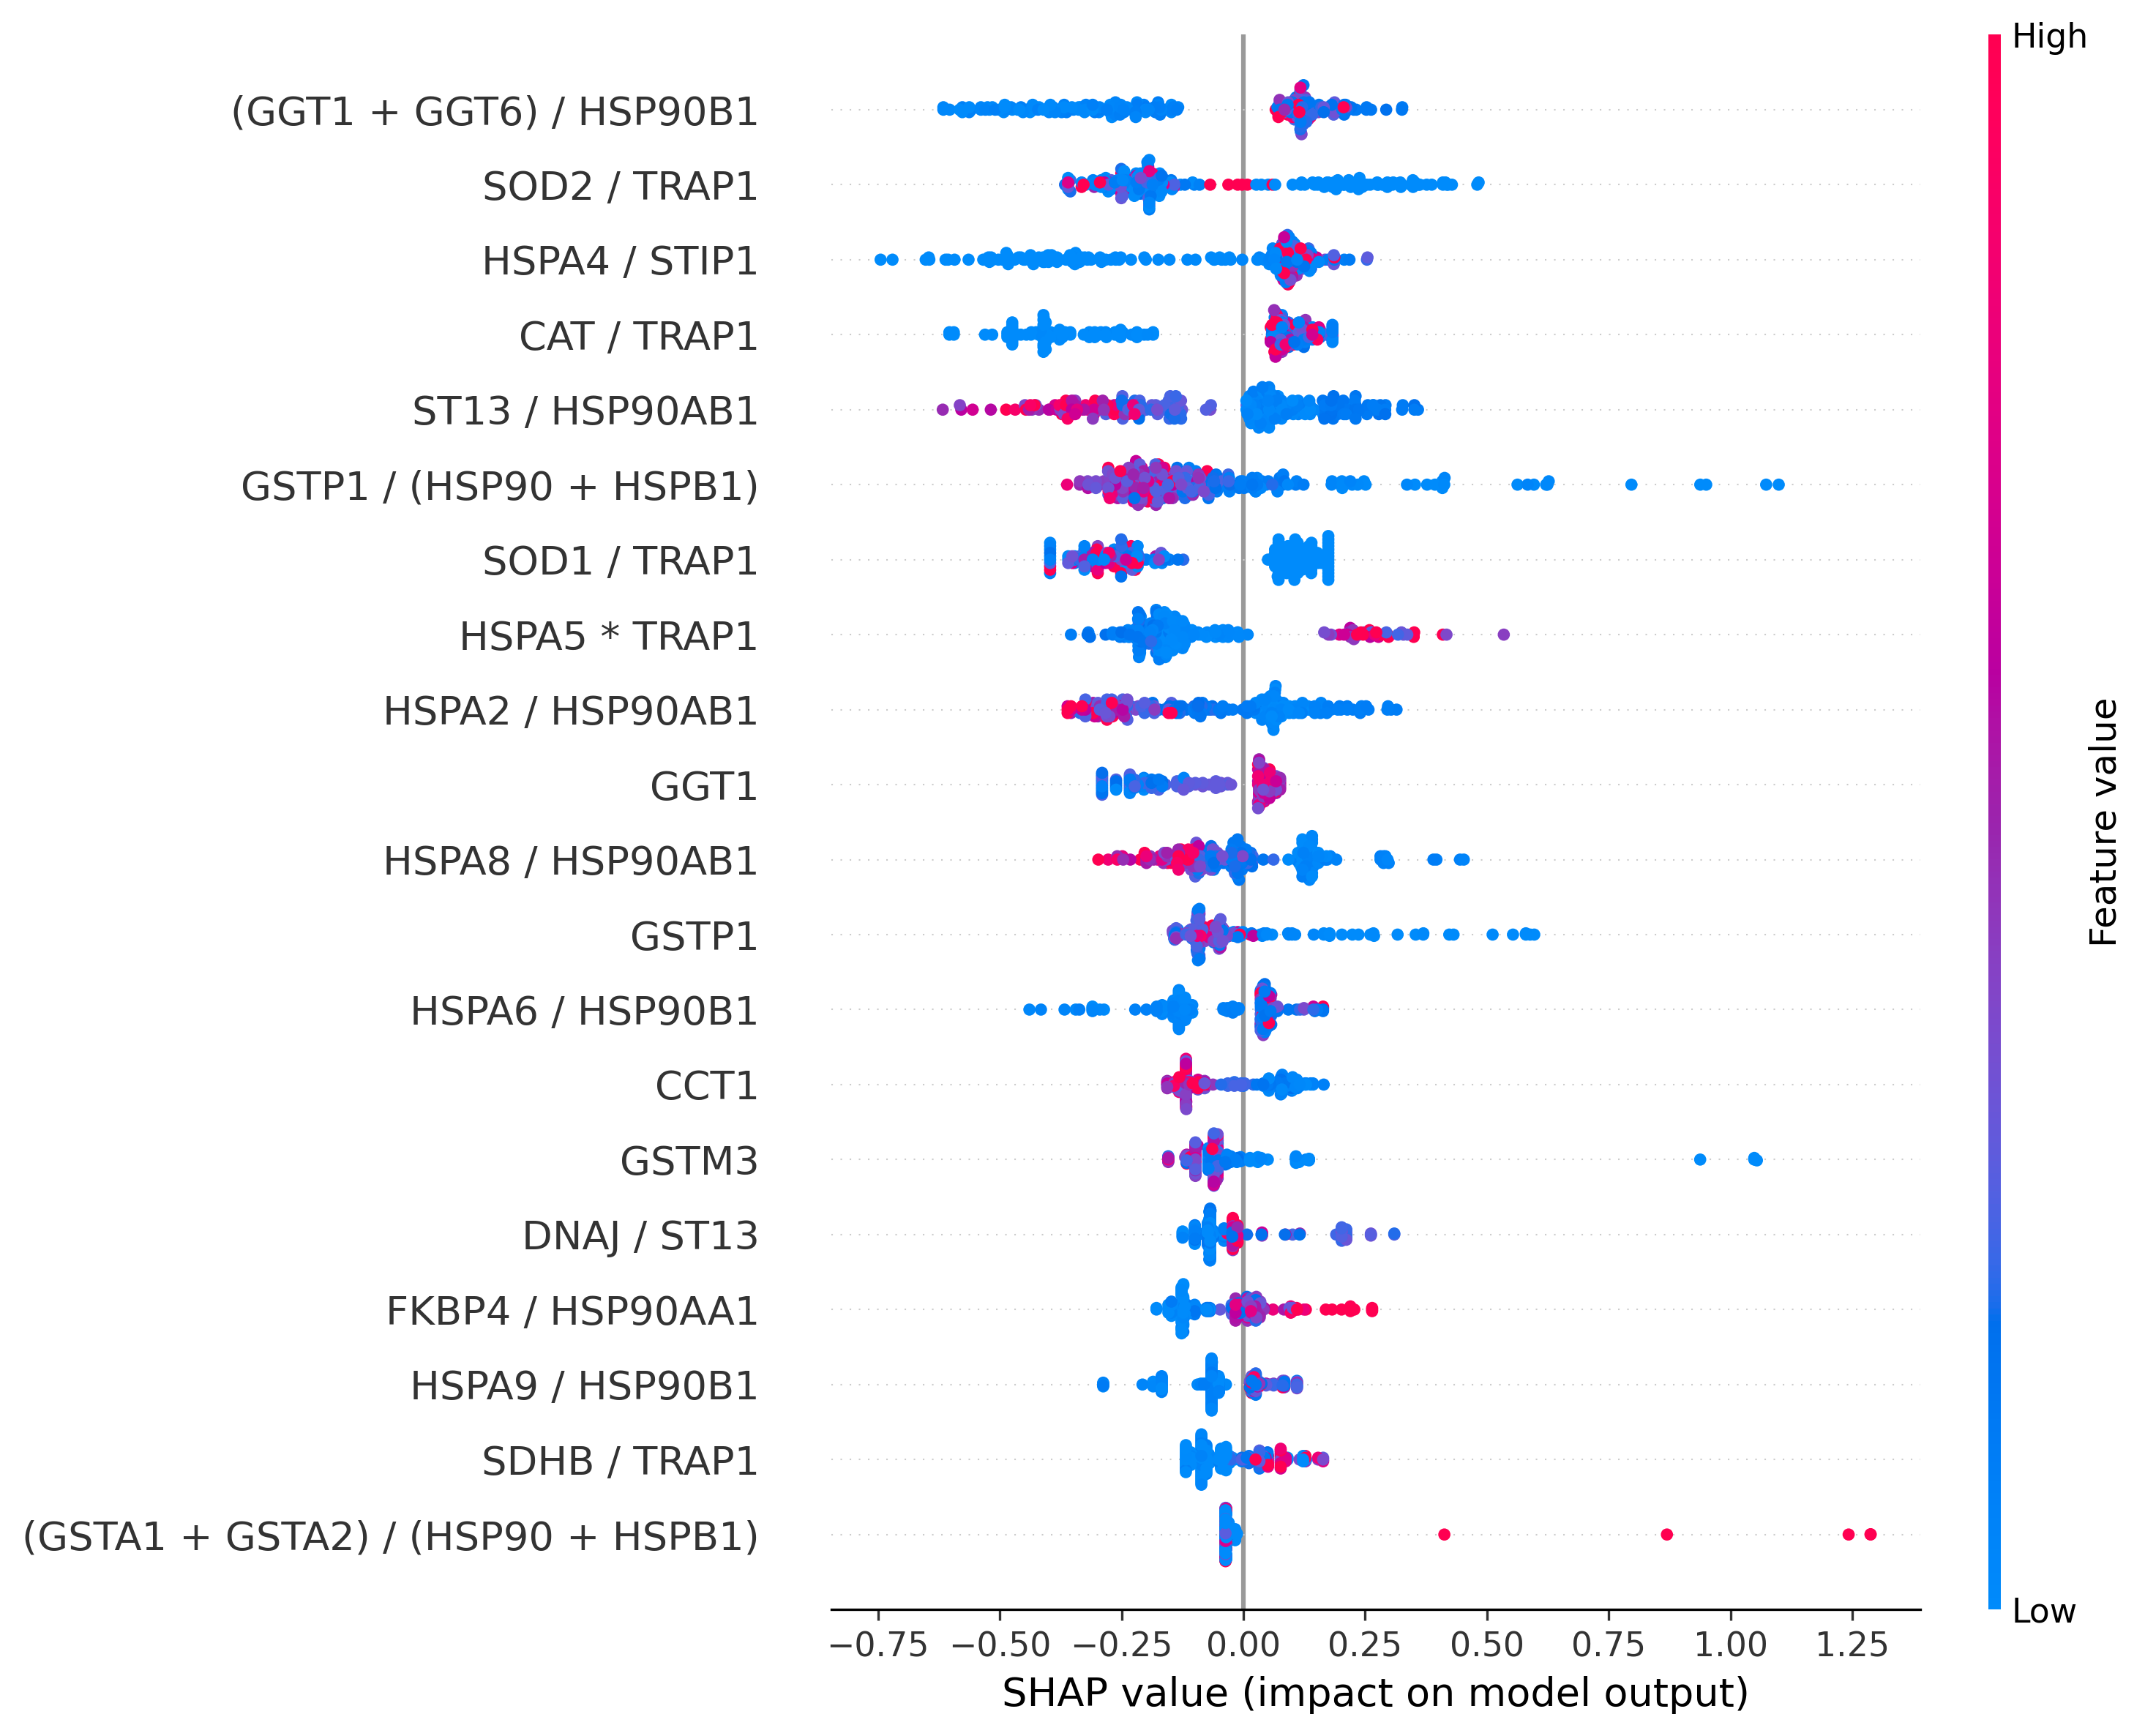 High
(GGT1 + GGT6) / HSP90B1
SOD2 / TRAP1
HSPA4 / STIP1
CAT / TRAP1
ST13 / HSP90AB1
GSTP1 / (HSP90 + HSPB1)
SOD1 / TRAP1
HSPA5 * TRAP1
HSPA2 / HSP90AB1
GGT1
HSPA8 / HSP90AB1
GSTP1
HSPA6 / HSP90B1
CCT1
GSTM3
DNAJ / ST13
FKBP4 / HSP90AA1
HSPA9 / HSP90B1
SDHB / TRAP1
(GSTA1 + GSTA2) / (HSP90 + HSPB1)
Feature value
Low
−0.75 −0.50 −0.25 0.00 0.25 0.50 0.75 1.00 1.25
SHAP value (impact on model output)